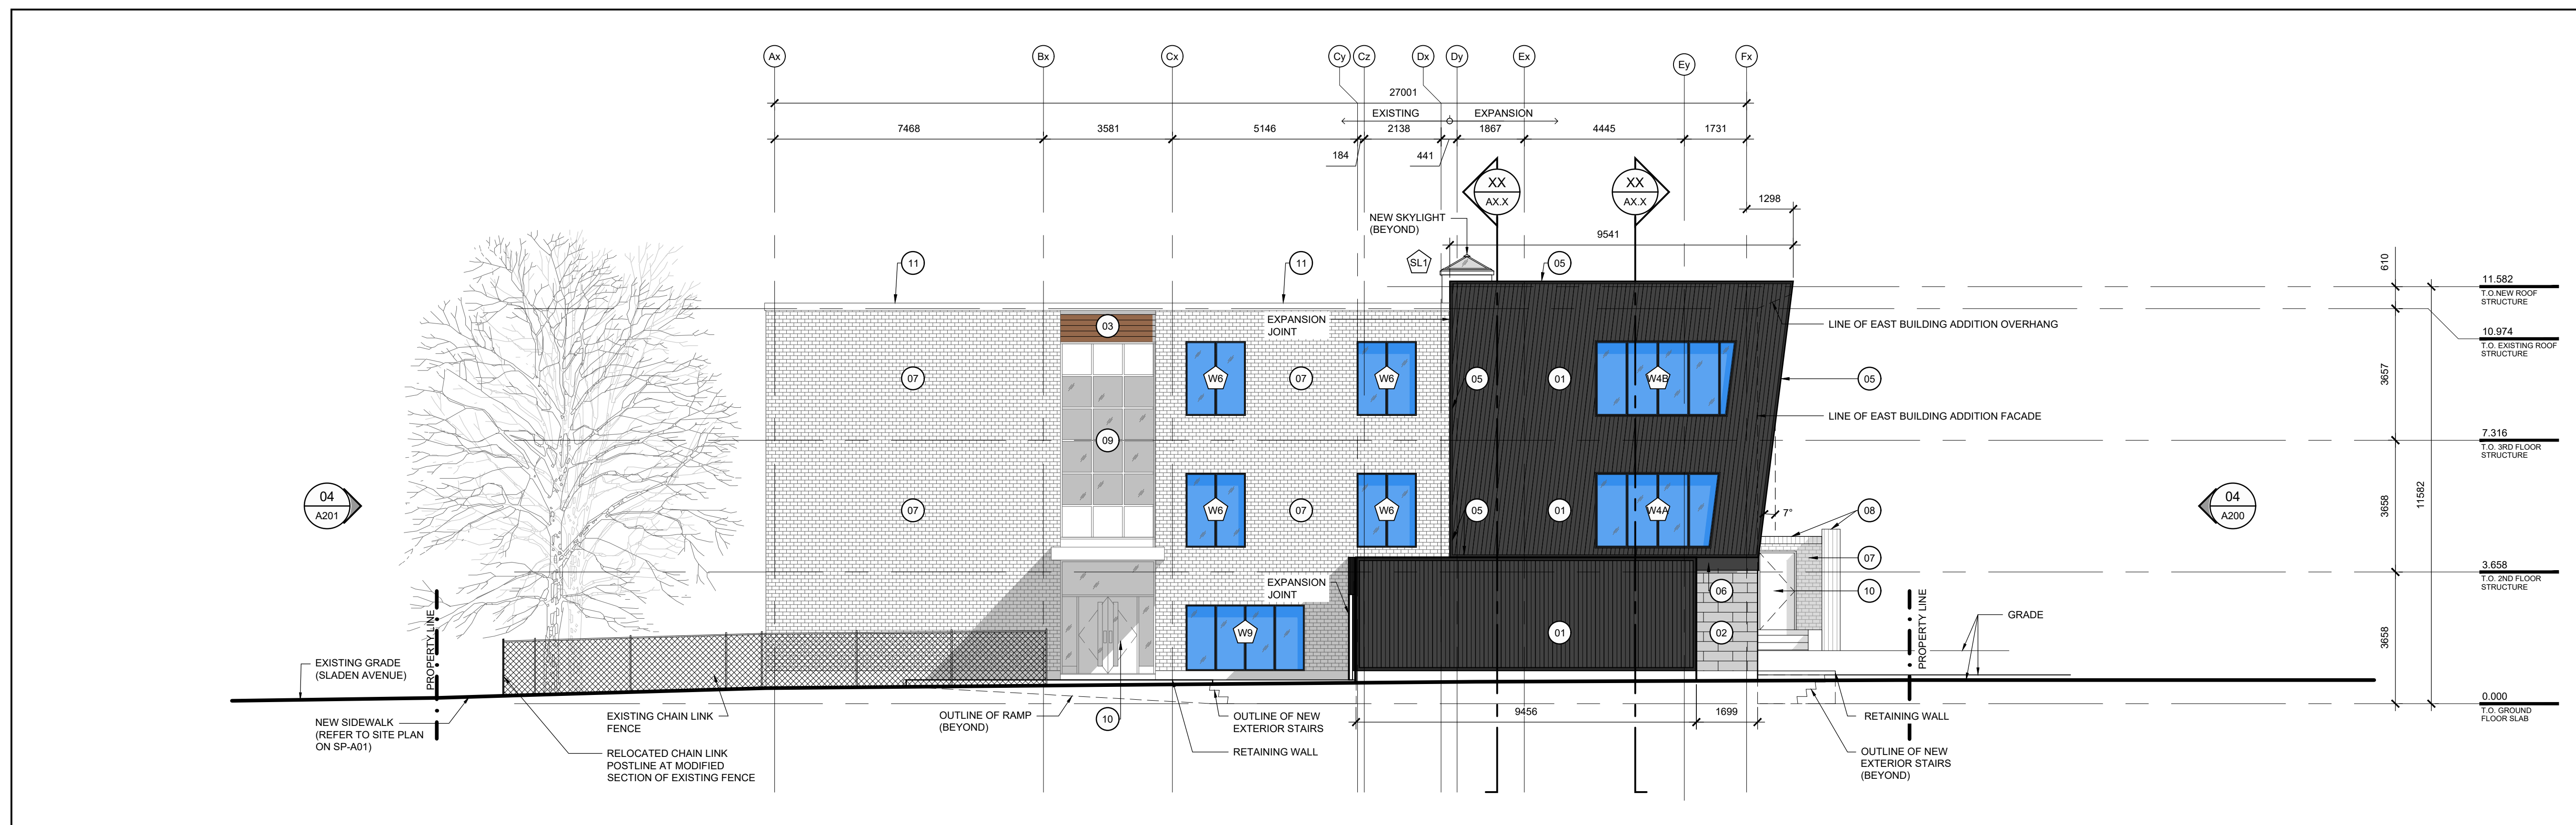 Ax
Bx
Cx
Cy
Cz
Dx
Dy
Ex
Ey
Fx
27001
EXISTING
EXPANSION
7468
3581
5146
2138
1867
4445
1731
184
441
XX
AX.X
XX
AX.X
1298
NEW SKYLIGHT
(BEYOND)
9541
11
11
SL1
05
610
11.582
T.O.NEW ROOF
STRUCTURE
EXPANSION
JOINT
03
LINE OF EAST BUILDING ADDITION OVERHANG
10.974
T.O. EXISTING ROOF
STRUCTURE
07
W6
07
W6
05
01
W4B
05
3657
LINE OF EAST BUILDING ADDITION FACADE
09
7.316
T.O. 3RD FLOOR
STRUCTURE
04
A201
07
W6
07
W6
05
01
W4A
7°
08
04
A200
3658
11582
07
EXPANSION
JOINT
06
10
3.658
T.O. 2ND FLOOR
STRUCTURE
PROPERTY LINE
W9
01
02
PROPERTY LINE
GRADE
3658
EXISTING GRADE
(SLADEN AVENUE)
0.000
T.O. GROUND
FLOOR SLAB
NEW SIDEWALK
(REFER TO SITE PLAN
ON SP-A01)
EXISTING CHAIN LINK
FENCE
OUTLINE OF RAMP
(BEYOND)
10
OUTLINE OF NEW
EXTERIOR STAIRS
9456
1699
RETAINING WALL
RELOCATED CHAIN LINK
POSTLINE AT MODIFIED
SECTION OF EXISTING FENCE
RETAINING WALL
OUTLINE OF NEW
EXTERIOR STAIRS
(BEYOND)